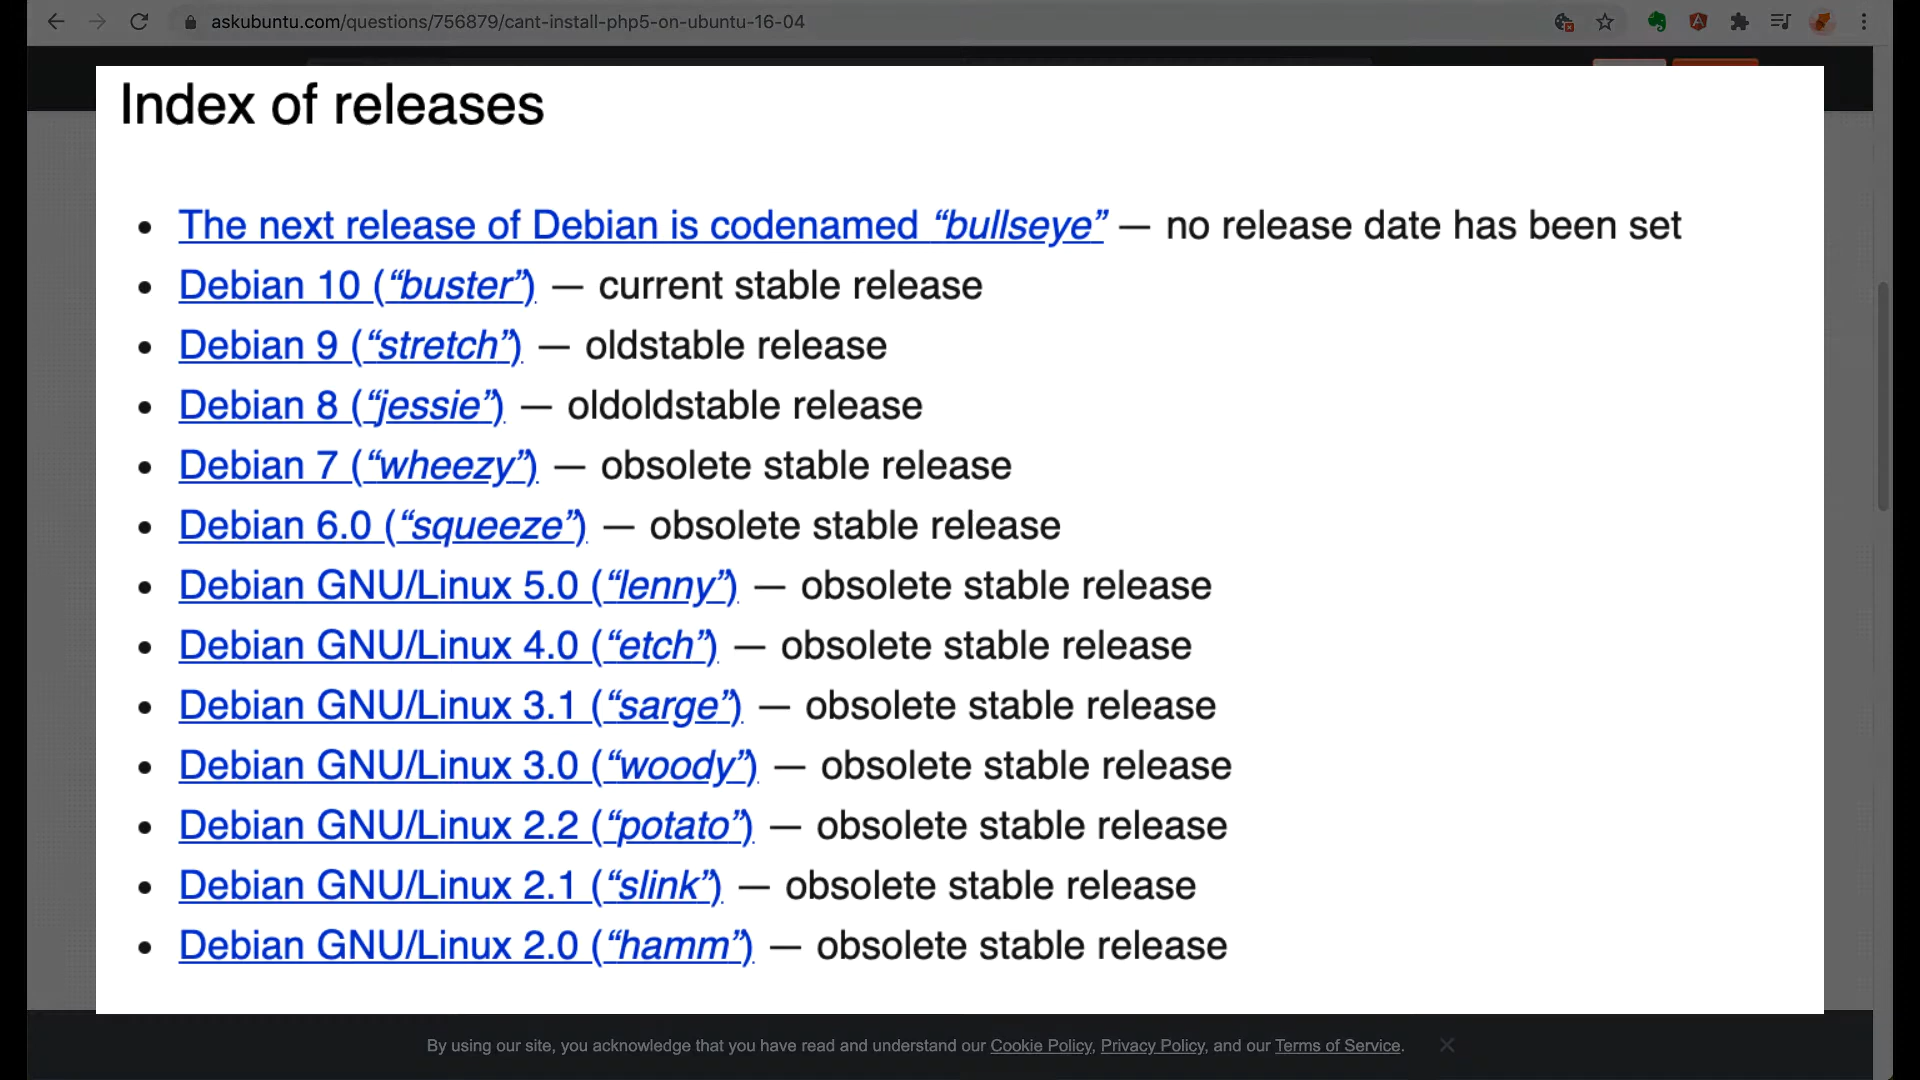 askubuntu.com/questions/756879/cant-install-php5-on-ubuntu-16-04
Index of releases
• The next release of Debian is codenamed “bullseye” — no release date has been set
• Debian 10 (“buster”) — current stable release
• Debian 9 (“stretch”) — oldstable release
• Debian 8 (“jessie”) — oldoldstable release
• Debian 7 (“wheezy”) — obsolete stable release
• Debian 6.0 (“squeeze”) — obsolete stable release
• Debian GNU/Linux 5.0 (“lenny”) — obsolete stable release
• Debian GNU/Linux 4.0 (“etch”) — obsolete stable release
• Debian GNU/Linux 3.1 (“sarge”) — obsolete stable release
• Debian GNU/Linux 3.0 (“woody”) — obsolete stable release
• Debian GNU/Linux 2.2 (“potato”) — obsolete stable release
• Debian GNU/Linux 2.1 (“slink”) — obsolete stable release
• Debian GNU/Linux 2.0 (“hamm”) — obsolete stable release
By using our site, you acknowledge that you have read and understand our Cookie Policy, Privacy Policy, and our Terms of Service.